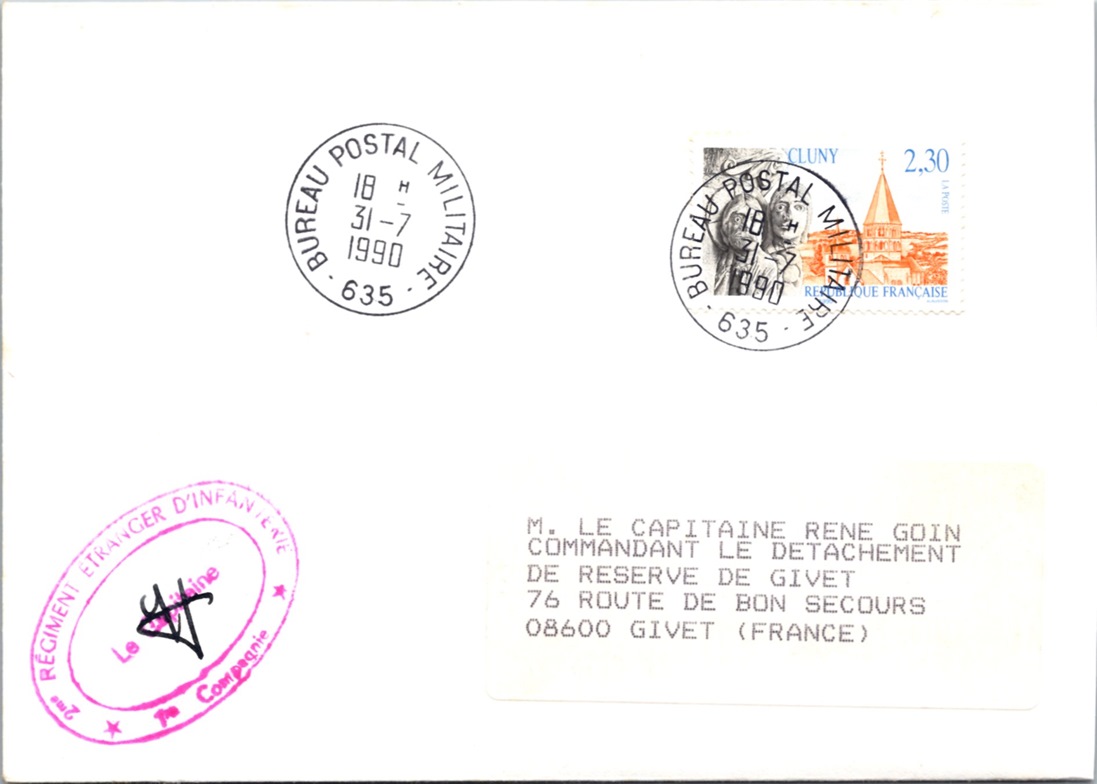 BUREAU POSTAL MILITAIRE
18 H
31-7
1990
· 635 ·
CLUNY
2,30
LA POSTE
RÉPUBLIQUE FRANÇAISE
BUREAU POSTAL MILITAIRE
18 H
31-7
1990
· 635 ·
M. LE CAPITAINE RENE GOIN
COMMANDANT LE DETACHEMENT
DE RESERVE DE GIVET
76 ROUTE DE BON SECOURS
08600 GIVET (FRANCE)
2me RÉGIMENT ÉTRANGER D'INFANTERIE
Le Capitaine
Compagnie